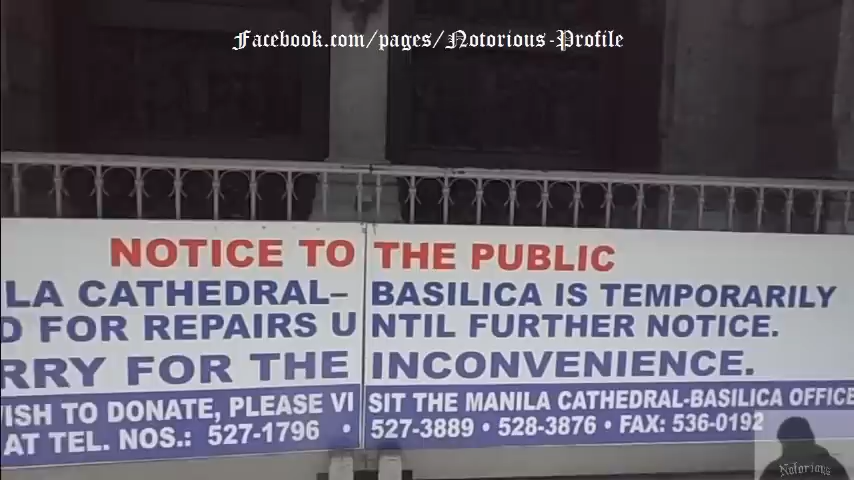 Facebook.com/pages/Notorious-Profile
NOTICE TO THE PUBLIC
LA CATHEDRAL– BASILICA IS TEMPORARILY
D FOR REPAIRS UNTIL FURTHER NOTICE.
RRY FOR THE INCONVENIENCE.
ISH TO DONATE, PLEASE VISIT THE MANILA CATHEDRAL-BASILICA OFFICE
AT TEL. NOS.: 527-1796 • 527-3889 • 528-3876 • FAX: 536-0192
Notorious